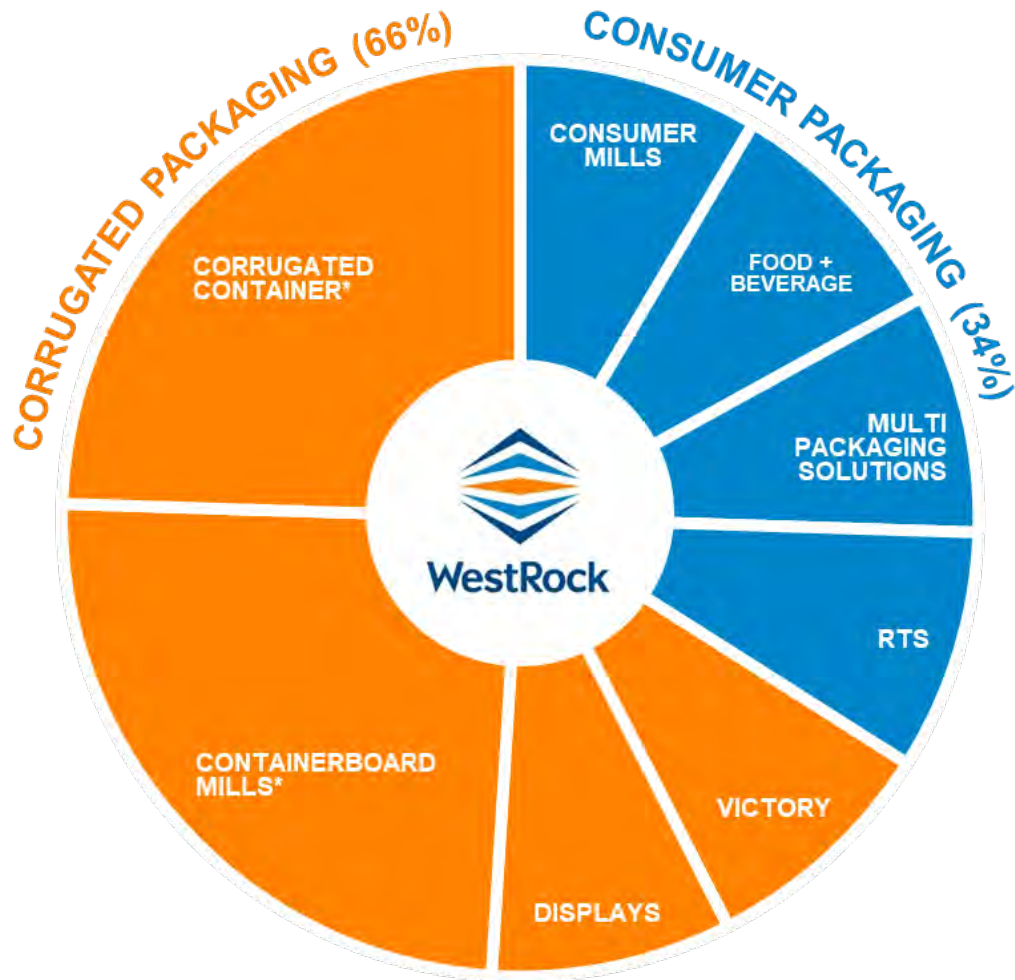 CORRUGATED PACKAGING (66%)
CONSUMER PACKAGING (34%)
CONSUMER
MILLS
FOOD +
BEVERAGE
MULTI
PACKAGING
SOLUTIONS
RTS
VICTORY
DISPLAYS
CONTAINERBOARD
MILLS*
CORRUGATED
CONTAINER*
WestRock